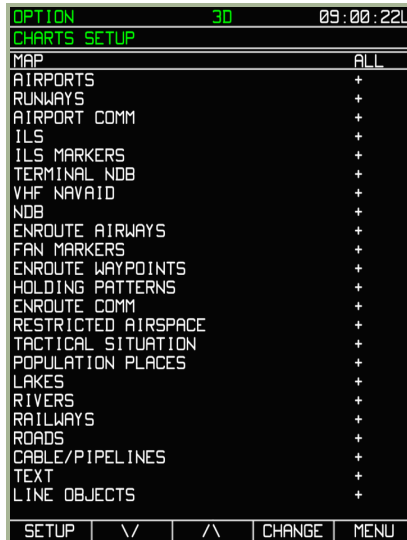 OPTION 3D 09:00:22L
CHARTS SETUP
MAP ALL
AIRPORTS +
RUNWAYS +
AIRPORT COMM +
ILS +
ILS MARKERS +
TERMINAL NDB +
VHF NAVAID +
NDB +
ENROUTE AIRWAYS +
FAN MARKERS +
ENROUTE WAYPOINTS +
HOLDING PATTERNS +
ENROUTE COMM +
RESTRICTED AIRSPACE +
TACTICAL SITUATION +
POPULATION PLACES +
LAKES +
RIVERS +
RAILWAYS +
ROADS +
CABLE/PIPELINES +
TEXT +
LINE OBJECTS +
SETUP \/ /\ CHANGE MENU